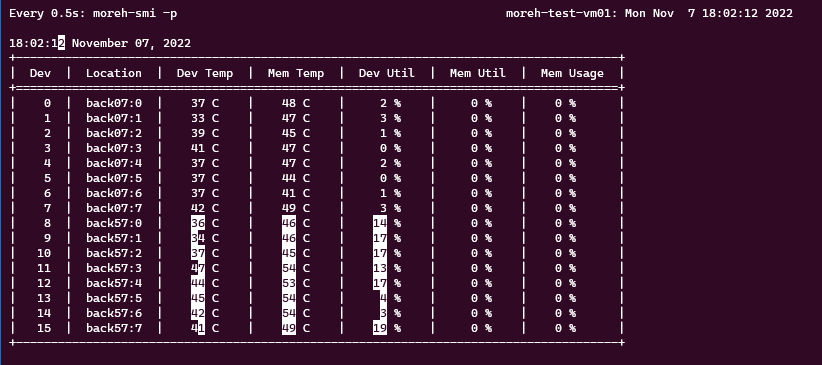 Every 0.5s: moreh-smi -p moreh-test-vm01: Mon Nov  7 18:02:12 2022
18:02:12 November 07, 2022
+-------------------------------------------------------------------------------------+
|  Dev  |  Location  |  Dev Temp  |  Mem Temp  |  Dev Util  |  Mem Util  |  Mem Usage  |
+=====================================================================================+
|    0  |  back07:0  |    37 C    |    48 C    |     2 %    |     0 %    |    0 %      |
|    1  |  back07:1  |    33 C    |    47 C    |     3 %    |     0 %    |    0 %      |
|    2  |  back07:2  |    39 C    |    45 C    |     1 %    |     0 %    |    0 %      |
|    3  |  back07:3  |    41 C    |    47 C    |     0 %    |     0 %    |    0 %      |
|    4  |  back07:4  |    37 C    |    47 C    |     2 %    |     0 %    |    0 %      |
|    5  |  back07:5  |    37 C    |    44 C    |     0 %    |     0 %    |    0 %      |
|    6  |  back07:6  |    37 C    |    41 C    |     1 %    |     0 %    |    0 %      |
|    7  |  back07:7  |    42 C    |    49 C    |     3 %    |     0 %    |    0 %      |
|    8  |  back57:0  |    36 C    |    46 C    |    14 %    |     0 %    |    0 %      |
|    9  |  back57:1  |    34 C    |    46 C    |    17 %    |     0 %    |    0 %      |
|   10  |  back57:2  |    37 C    |    45 C    |    17 %    |     0 %    |    0 %      |
|   11  |  back57:3  |    47 C    |    54 C    |    13 %    |     0 %    |    0 %      |
|   12  |  back57:4  |    44 C    |    53 C    |    17 %    |     0 %    |    0 %      |
|   13  |  back57:5  |    45 C    |    54 C    |     4 %    |     0 %    |    0 %      |
|   14  |  back57:6  |    42 C    |    54 C    |     3 %    |     0 %    |    0 %      |
|   15  |  back57:7  |    41 C    |    49 C    |    19 %    |     0 %    |    0 %      |
+-------------------------------------------------------------------------------------+